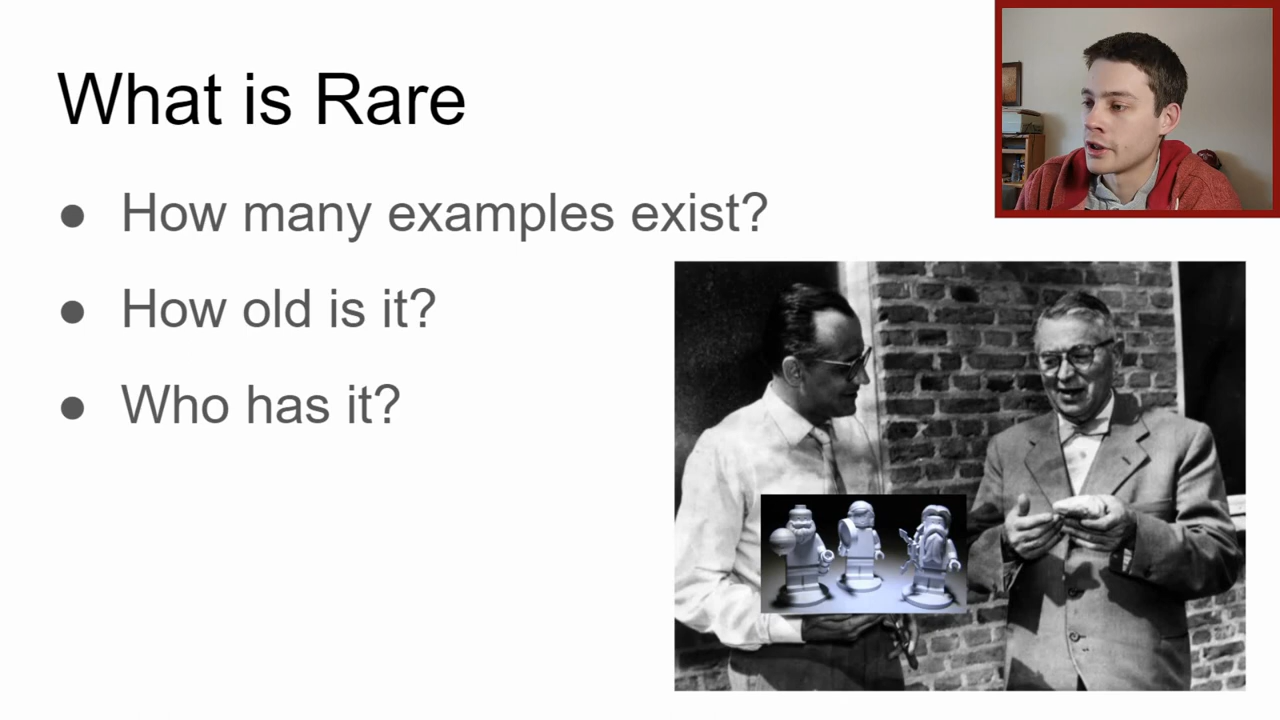 What is Rare
● How many examples exist?
● How old is it?
● Who has it?